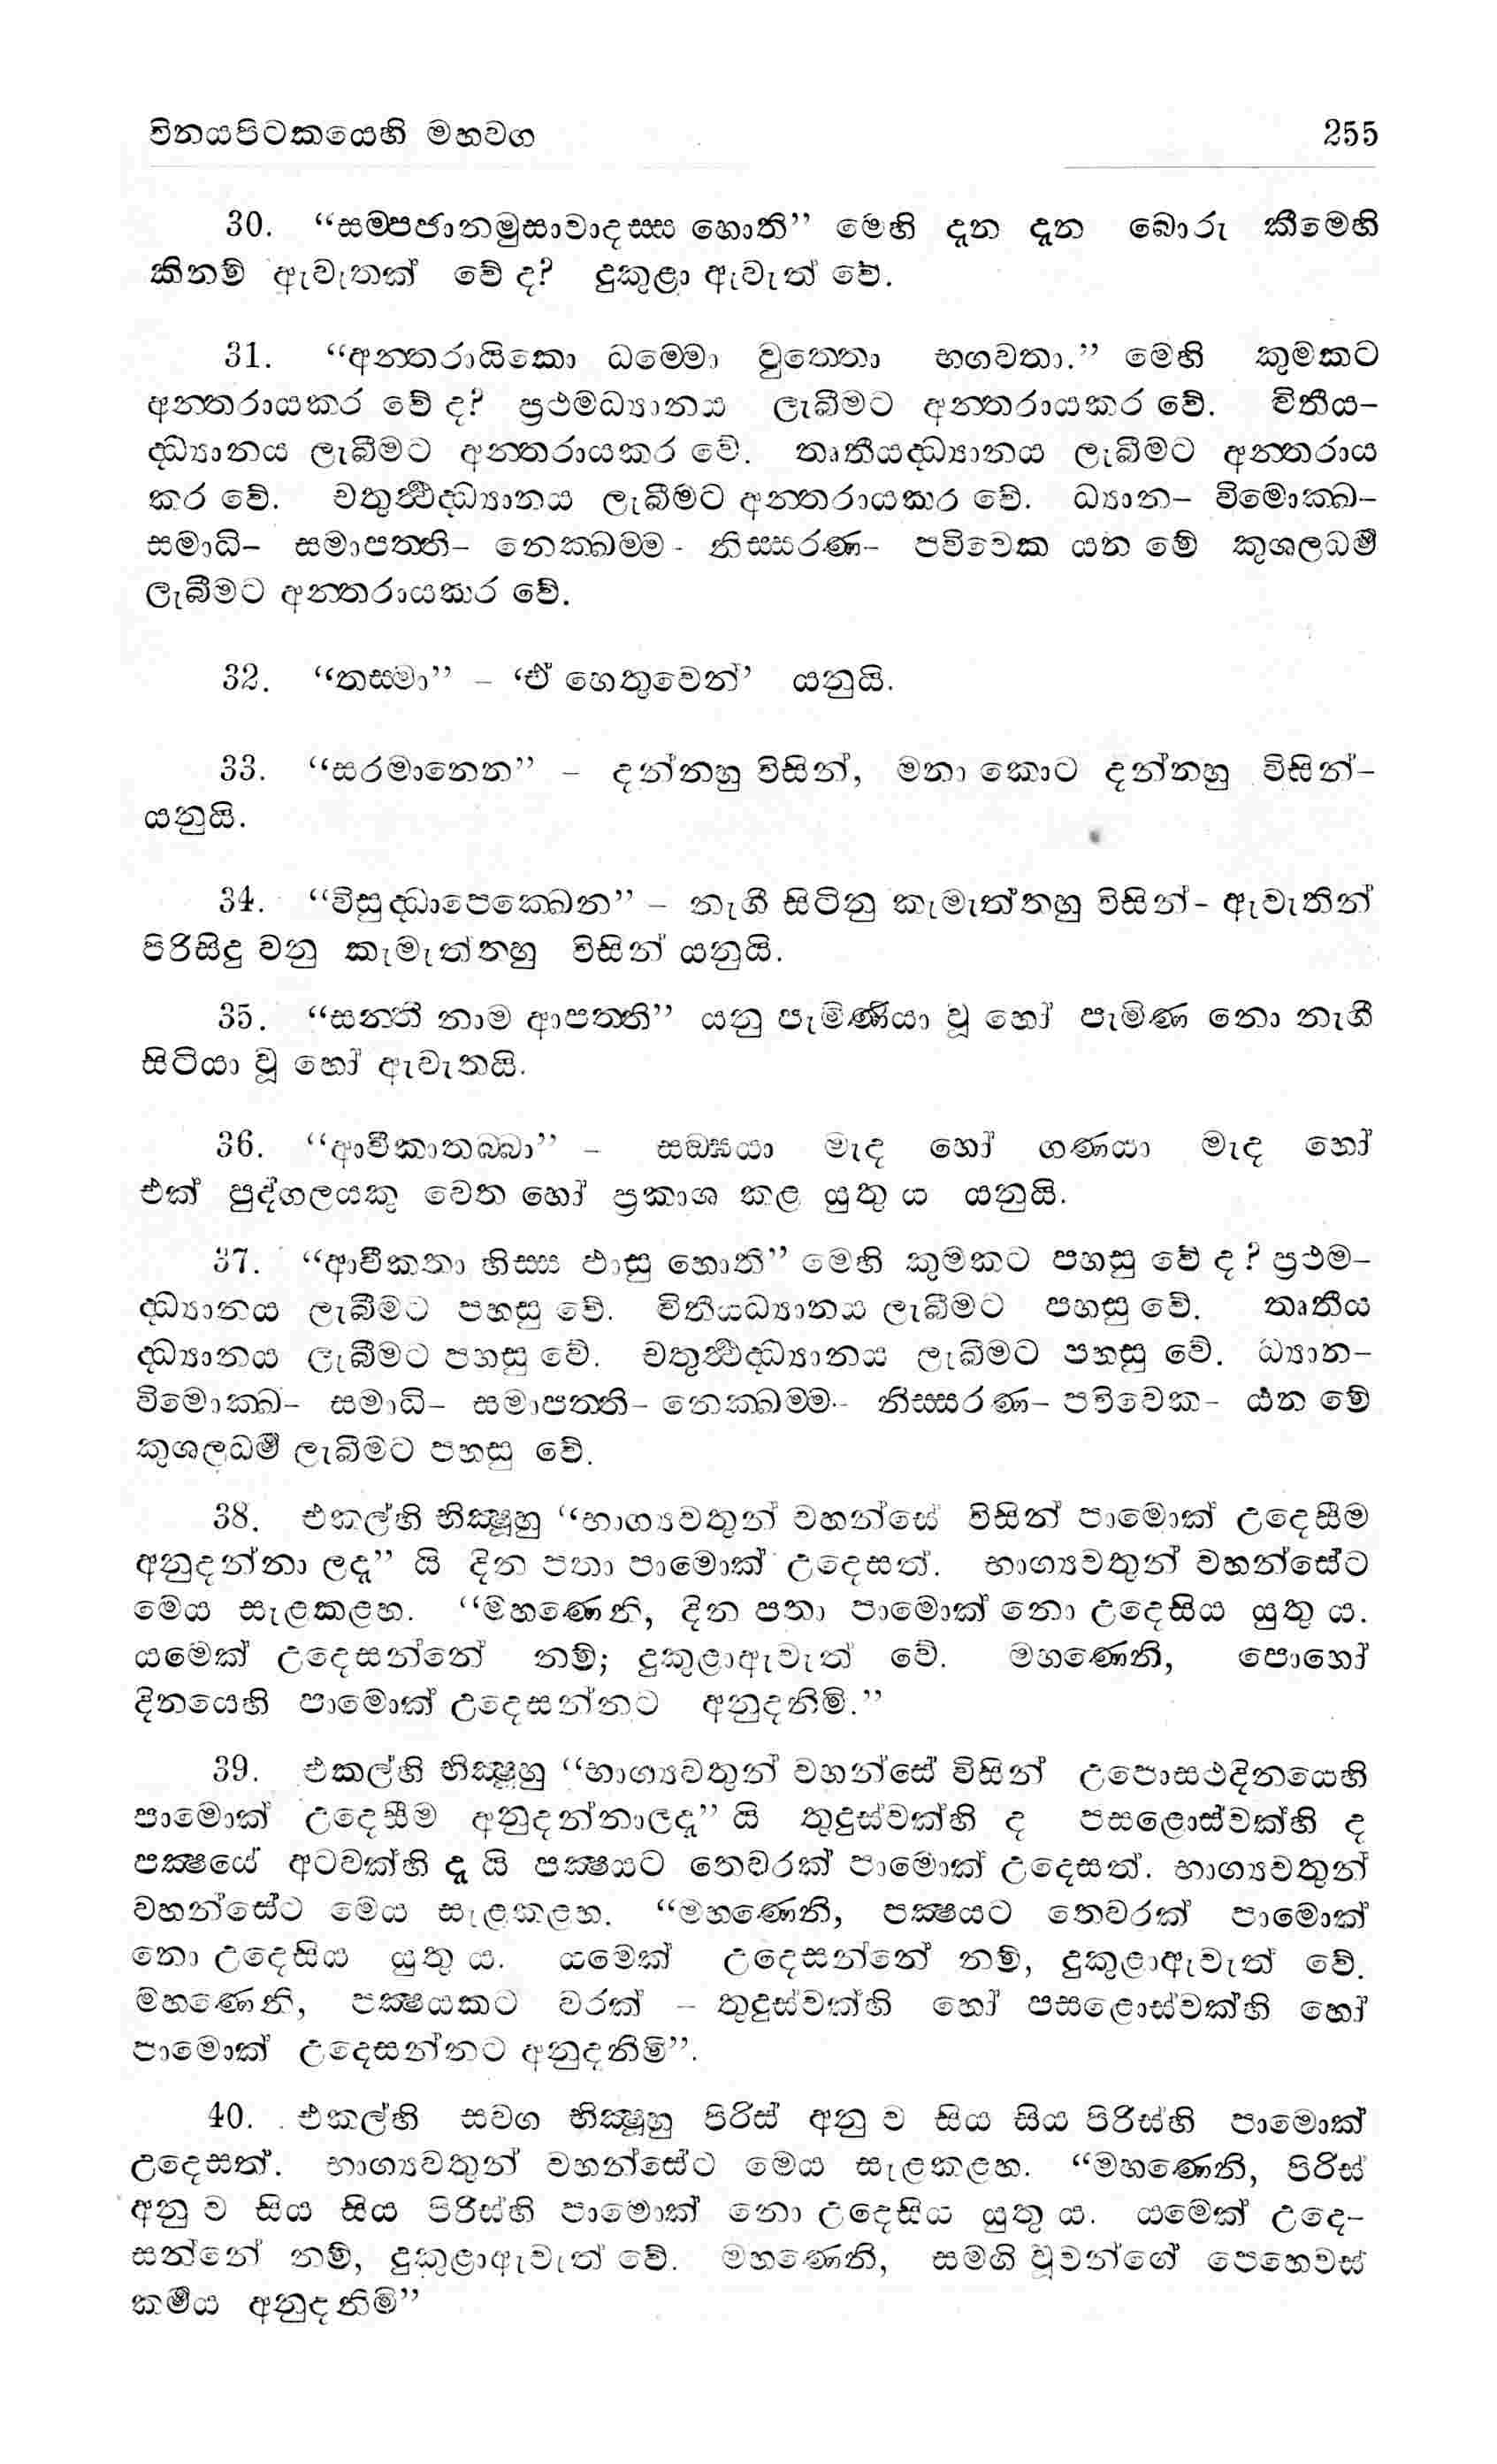 විනයපිටකයෙහි මහවග 255
30. “සම්පජානමුසාවාදස්ස හොති” මෙහි දැන දැන බොරු කීමෙහි
කිනම් ඇවැතක් වේ ද? දුකුළා ඇවැත් වේ.
31. “අන්තරායිකො ධම්මො වුත්තො භගවතා.” මෙහි කුමකට
අන්තරායකර වේ ද? ප්‍රථමධ්‍යානය ලැබීමට අන්තරායකර වේ. ද්විතීය-
ද්ධ්‍යානය ලැබීමට අන්තරායකර වේ. තෘතීයද්ධ්‍යානය ලැබීමට අන්තරාය
කර වේ. චතුර්ථද්ධ්‍යානය ලැබීමට අන්තරායකර වේ. ධ්‍යාන- විමොක්ඛ-
සමාධි- සමාපත්ති- නෙක්ඛම්ම - නිස්සරණ- පවිවෙක යන මේ කුශලධර්ම
ලැබීමට අන්තරායකර වේ.
32. “තස්මා” - ‘ඒ හෙතුවෙන්’ යනුයි.
33. “සරමානෙන” - දන්නහු විසින්, මනා කොට දන්නහු විසින්-
යනුයි.
34. “විසුද්ධාපෙක්ඛෙන” - නැගී සිටිනු කැමැත්තහු විසින්- ඇවැතින්
පිරිසිදු වනු කැමැත්තහු විසින් යනුයි.
35. “සන්තී නාම ආපත්ති” යනු පැමිණියා වූ හෝ පැමිණ නො නැගී
සිටියා වූ හෝ ඇවැතයි.
36. “ආවීකාතබ්බා” - සඞ්ඝයා මැද හෝ ගණයා මැද හෝ
එක් පුද්ගලයකු වෙත හෝ ප්‍රකාශ කළ යුතු ය යනුයි.
37. “ආවීකතා හිස්ස ඵාසු හොති” මෙහි කුමකට පහසු වේ ද? ප්‍රථම-
ද්ධ්‍යානය ලැබීමට පහසු වේ. ද්විතීයධ්‍යානය ලැබීමට පහසු වේ. තෘතීය
ද්ධ්‍යානය ලැබීමට පහසු වේ. චතුර්ථද්ධ්‍යානය ලැබීමට පහසු වේ. ධ්‍යාන-
විමොක්ඛ- සමාධි- සමාපත්ති- නෙක්ඛම්ම- නිස්සරණ- පවිවෙක- යන මේ
කුශලධර්ම ලැබීමට පහසු වේ.
38. එකල්හි භික්‍ෂූහු “භාග්‍යවතුන් වහන්සේ විසින් පාමොක් උදෙසීම
අනුදන්නා ලදැ” යි දින පතා පාමොක් උදෙසත්. භාග්‍යවතුන් වහන්සේට
මෙය සැළකළහ. “මහණෙනි, දින පතා පාමොක් නො උදෙසිය යුතු ය.
යමෙක් උදෙසන්නේ නම්; දුකුළාඇවැත් වේ. මහණෙනි, පොහෝ
දිනයෙහි පාමොක් උදෙසන්නට අනුදනිමි.”
39. එකල්හි භික්‍ෂූහු “භාග්‍යවතුන් වහන්සේ විසින් උපොසථදිනයෙහි
පාමොක් උදෙසීම අනුදන්නාලදැ” යි තුදුස්වක්හි ද පසළොස්වක්හි ද
පක්‍ෂයේ අටවක්හි දැ යි පක්‍ෂයට තෙවරක් පාමොක් උදෙසත්. භාග්‍යවතුන්
වහන්සේට මෙය සැළකළහ. “මහණෙනි, පක්‍ෂයට තෙවරක් පාමොක්
නො උදෙසිය යුතු ය. යමෙක් උදෙසන්නේ නම්, දුකුළාඇවැත් වේ.
මහණෙනි, පක්‍ෂයකට වරක් - තුදුස්වක්හි හෝ පසළොස්වක්හි හෝ
පාමොක් උදෙසන්නට අනුදනිමි”.
40. එකල්හි සවග භික්‍ෂූහු පිරිස් අනු ව සිය සිය පිරිස්හි පාමොක්
උදෙසත්. භාග්‍යවතුන් වහන්සේට මෙය සැළකළහ. “මහණෙනි, පිරිස්
අනු ව සිය සිය පිරිස්හි පාමොක් නො උදෙසිය යුතු ය. යමෙක් උදෙ-
සන්නේ නම්, දුකුළාඇවැත් වේ. මහණෙනි, සමගි වූවන්ගේ පෙහෙවස්
කර්මය අනුදනිමි”